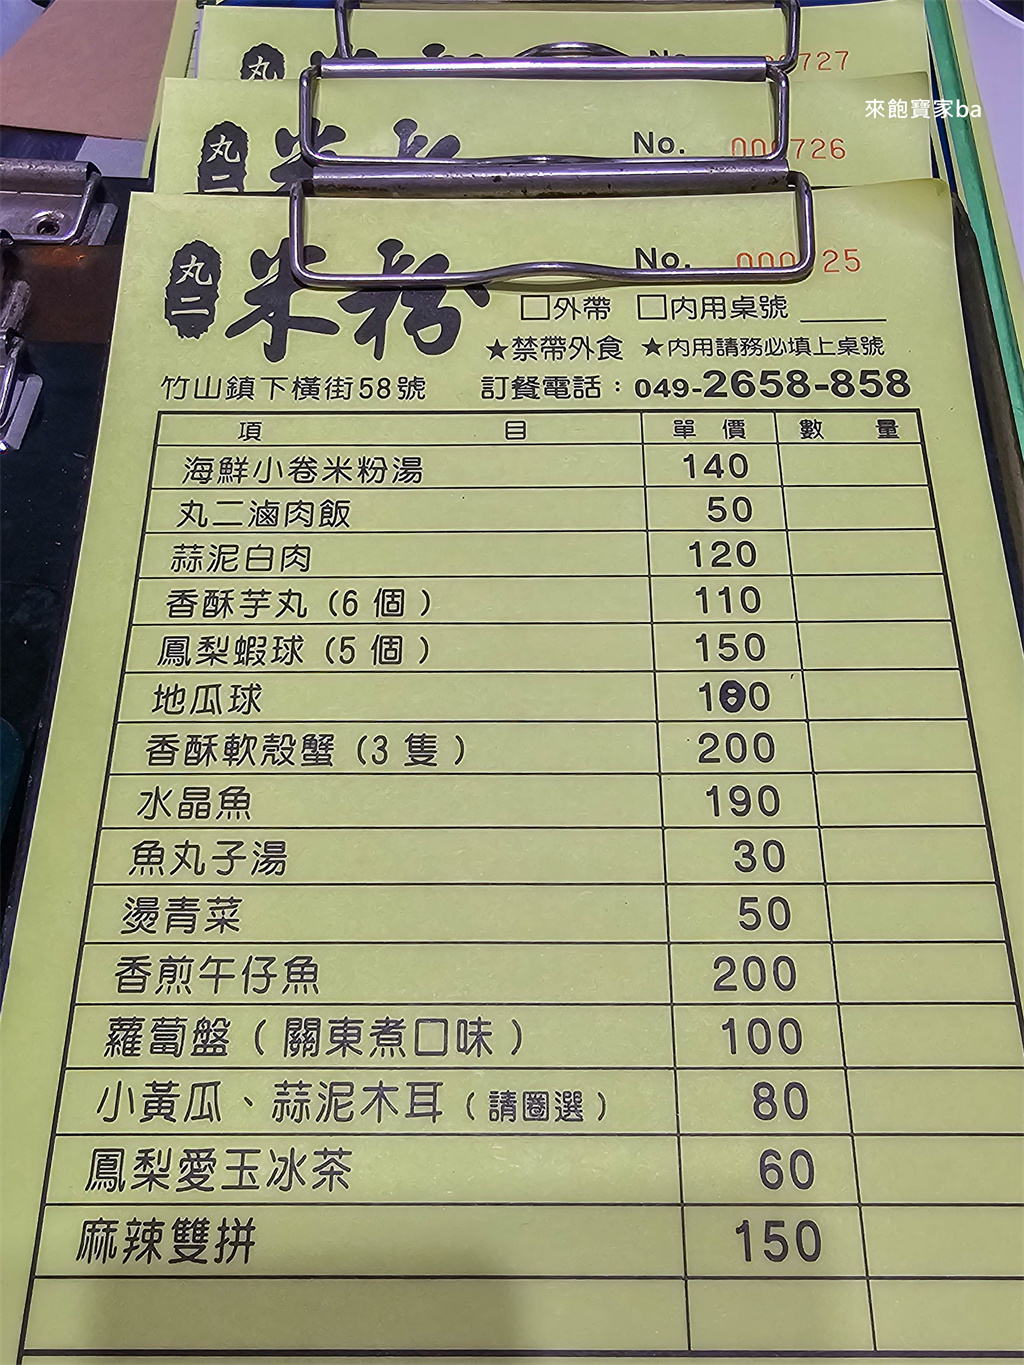 丸
No.
727
來飽寶家ba
丸二
米粉
No.
000726
丸二
米粉
No.
25
□外帶 □內用桌號
★禁帶外食 ★內用請務必填上桌號
竹山鎮下橫街58號 訂餐電話：049-2658-858
項目 單價 數量
海鮮小卷米粉湯 140
丸二滷肉飯 50
蒜泥白肉 120
香酥芋丸（6 個） 110
鳳梨蝦球（5 個） 150
地瓜球
香酥軟殼蟹（3 隻） 200
水晶魚 190
魚丸子湯 30
燙青菜 50
香煎午仔魚 200
蘿蔔盤（關東煮口味） 100
小黃瓜、蒜泥木耳（請圈選） 80
鳳梨愛玉冰茶 60
麻辣雙拼 150